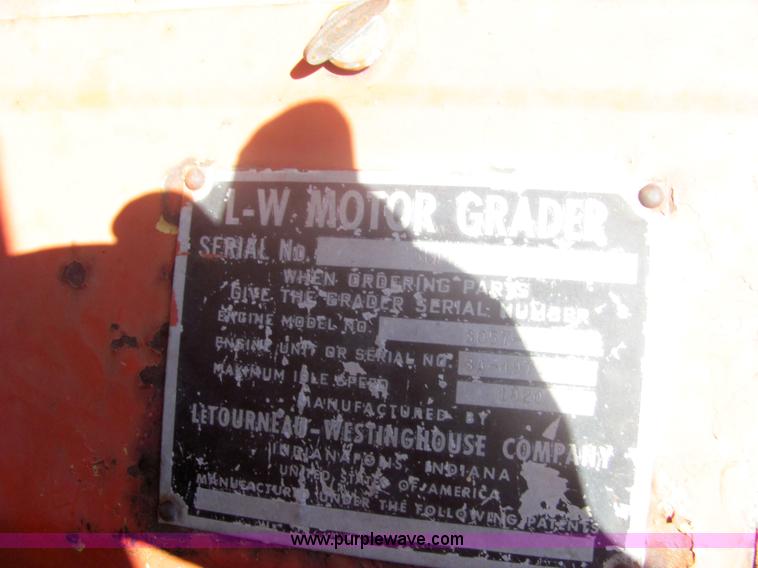 L-W MOTOR GRADER
SERIAL NO.
WHEN ORDERING PARTS
GIVE THE GRADER SERIAL NUMBER
ENGINE MODEL NO.
ENGINE UNIT OR SERIAL NO.
MAXIMUM IDLE SPEED
MANUFACTURED BY
LETOURNEAU-WESTINGHOUSE COMPANY
INDIANAPOLIS, INDIANA
UNITED STATES OF AMERICA
MANUFACTURED UNDER THE FOLLOWING PATENTS
www.purplewave.com